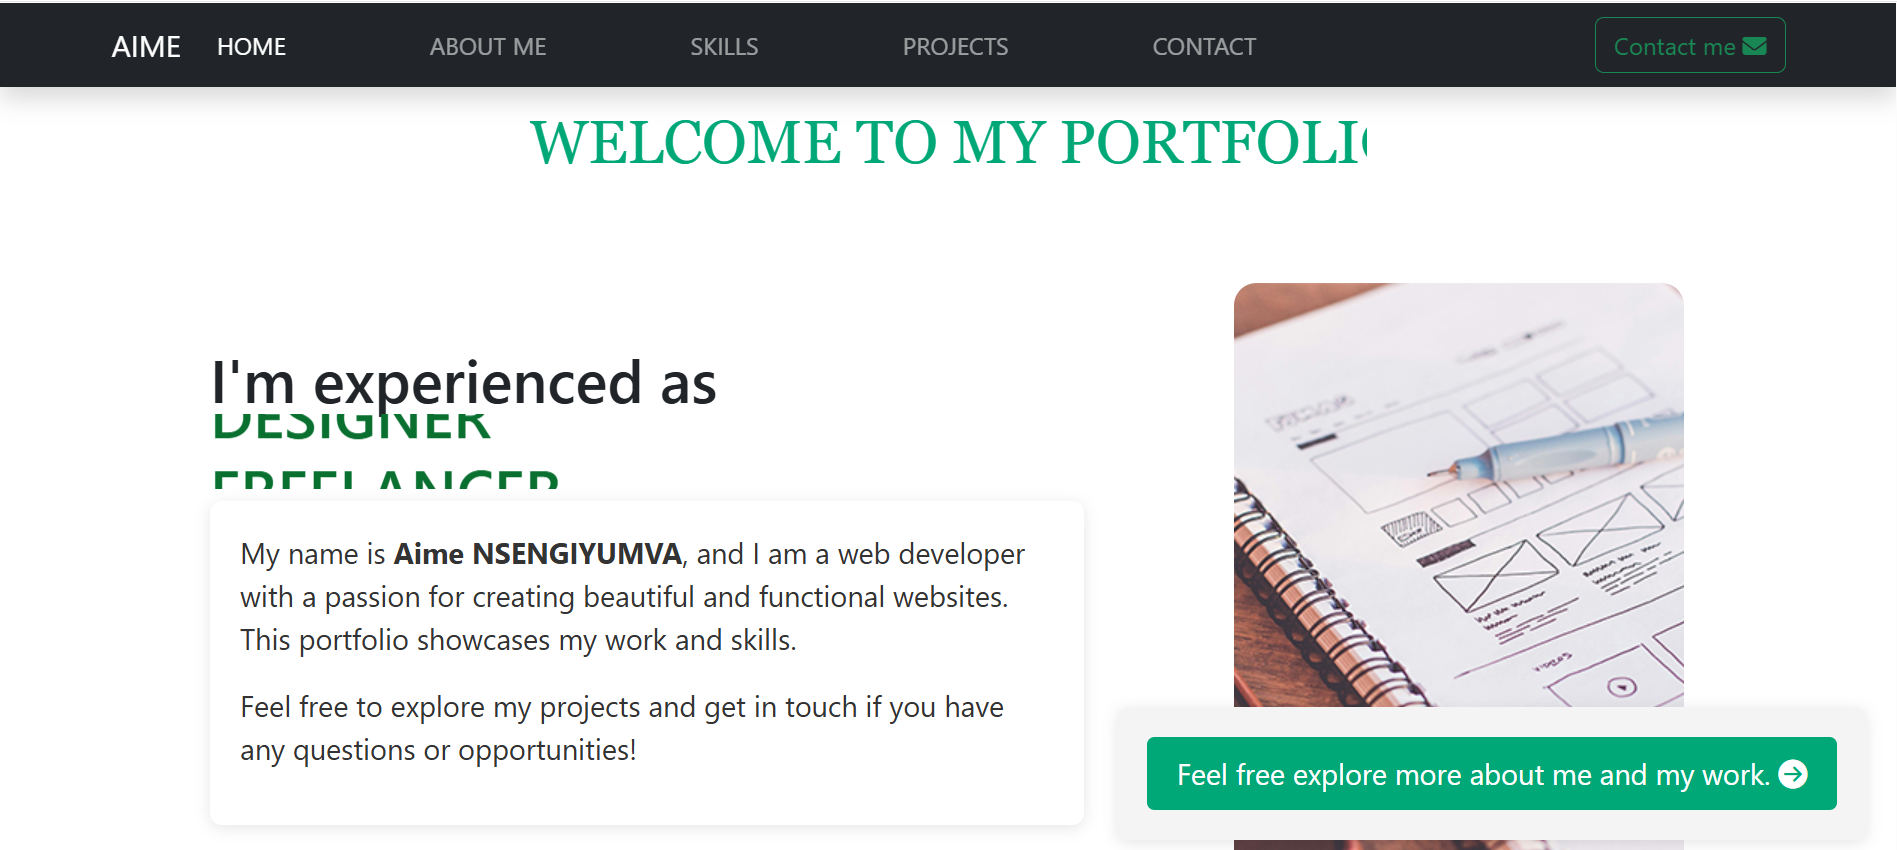 AIME HOME ABOUT ME SKILLS PROJECTS CONTACT Contact me
WELCOME TO MY PORTFOLIO
I'm experienced as
DESIGNER
FREELANCER
My name is Aime NSENGIYUMVA, and I am a web developer
with a passion for creating beautiful and functional websites.
This portfolio showcases my work and skills.
Feel free to explore my projects and get in touch if you have
any questions or opportunities!
VIDEOS
Feel free explore more about me and my work.